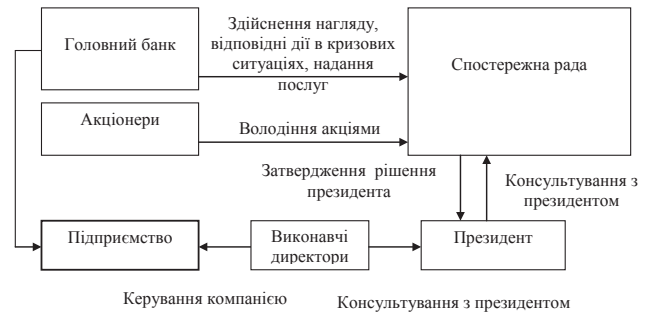 Головний банк
Здійснення нагляду,
відповідні дії в кризових
ситуаціях, надання
послуг
Спостережна рада
Акціонери
Володіння акціями
Затвердження рішення
президента
Консультування з
президентом
Підприємство
Виконавчі
директори
Президент
Керування компанією
Консультування з президентом